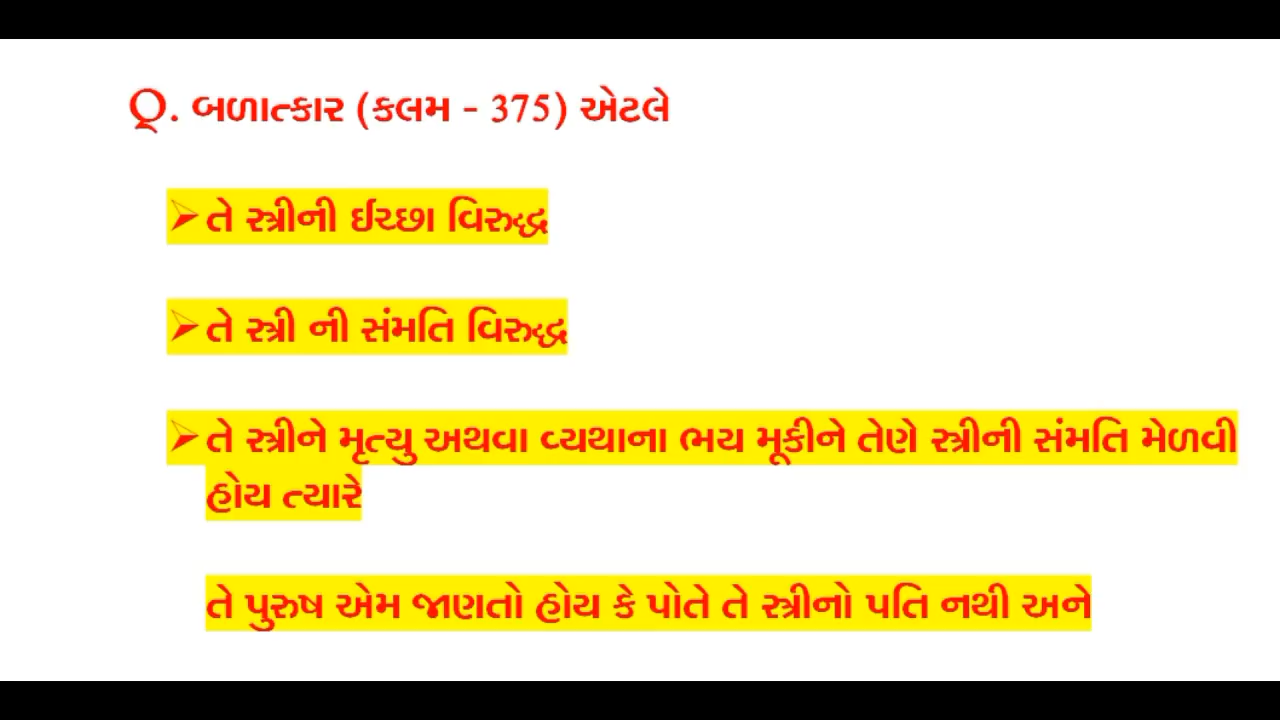 Q. બળાત્કાર (કલમ - 375) એટલે
➢ તે સ્ત્રીની ઈચ્છા વિરુદ્ધ
➢ તે સ્ત્રી ની સંમતિ વિરુદ્ધ
➢ તે સ્ત્રીને મૃત્યુ અથવા વ્યથાના ભય મૂકીને તેણે સ્ત્રીની સંમતિ મેળવી
હોય ત્યારે
તે પુરુષ એમ જાણતો હોય કે પોતે તે સ્ત્રીનો પતિ નથી અને